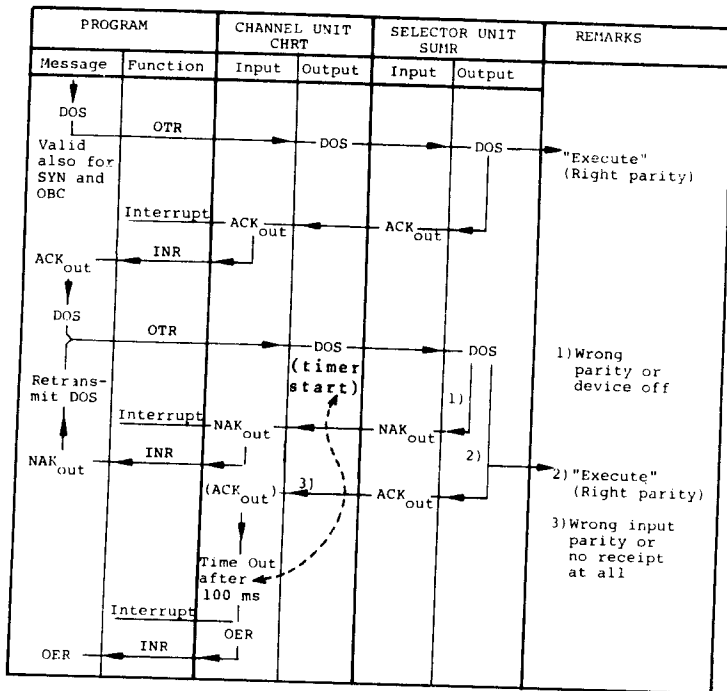 PROGRAM
CHANNEL UNIT
CHRT
SELECTOR UNIT
SUMR
REMARKS
Message
Function
Input
Output
Input
Output
DOS
OTR
DOS
DOS
"Execute"
(Right parity)
Valid
also for
SYN and
OBC
Interrupt
ACKout
ACKout
ACKout
INR
DOS
OTR
DOS
(timer
start)
DOS
1)Wrong
parity or
device off
Retrans-
mit DOS
1)
Interrupt
NAKout
NAKout
NAKout
INR
2)
2)"Execute"
(Right parity)
(ACKout)
3)
ACKout
3)Wrong input
parity or
no receipt
at all
Time Out
after
100 ms
Interrupt
OER
OER
INR